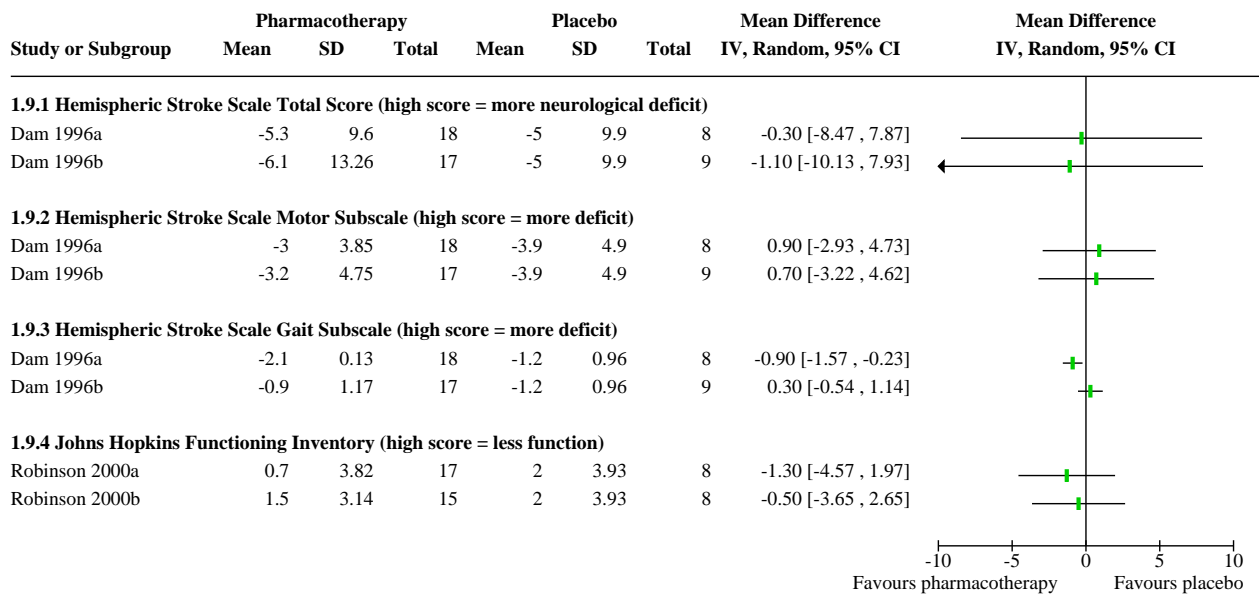 Pharmacotherapy Placebo Mean Difference Mean Difference
Study or Subgroup Mean SD Total Mean SD Total IV, Random, 95% CI IV, Random, 95% CI
1.9.1 Hemispheric Stroke Scale Total Score (high score = more neurological deficit)
Dam 1996a -5.3 9.6 18 -5 9.9 8 -0.30 [-8.47 , 7.87]
Dam 1996b -6.1 13.26 17 -5 9.9 9 -1.10 [-10.13 , 7.93]
1.9.2 Hemispheric Stroke Scale Motor Subscale (high score = more deficit)
Dam 1996a -3 3.85 18 -3.9 4.9 8 0.90 [-2.93 , 4.73]
Dam 1996b -3.2 4.75 17 -3.9 4.9 9 0.70 [-3.22 , 4.62]
1.9.3 Hemispheric Stroke Scale Gait Subscale (high score = more deficit)
Dam 1996a -2.1 0.13 18 -1.2 0.96 8 -0.90 [-1.57 , -0.23]
Dam 1996b -0.9 1.17 17 -1.2 0.96 9 0.30 [-0.54 , 1.14]
1.9.4 Johns Hopkins Functioning Inventory (high score = less function)
Robinson 2000a 0.7 3.82 17 2 3.93 8 -1.30 [-4.57 , 1.97]
Robinson 2000b 1.5 3.14 15 2 3.93 8 -0.50 [-3.65 , 2.65]
-10 -5 0 5 10
Favours pharmacotherapy Favours placebo